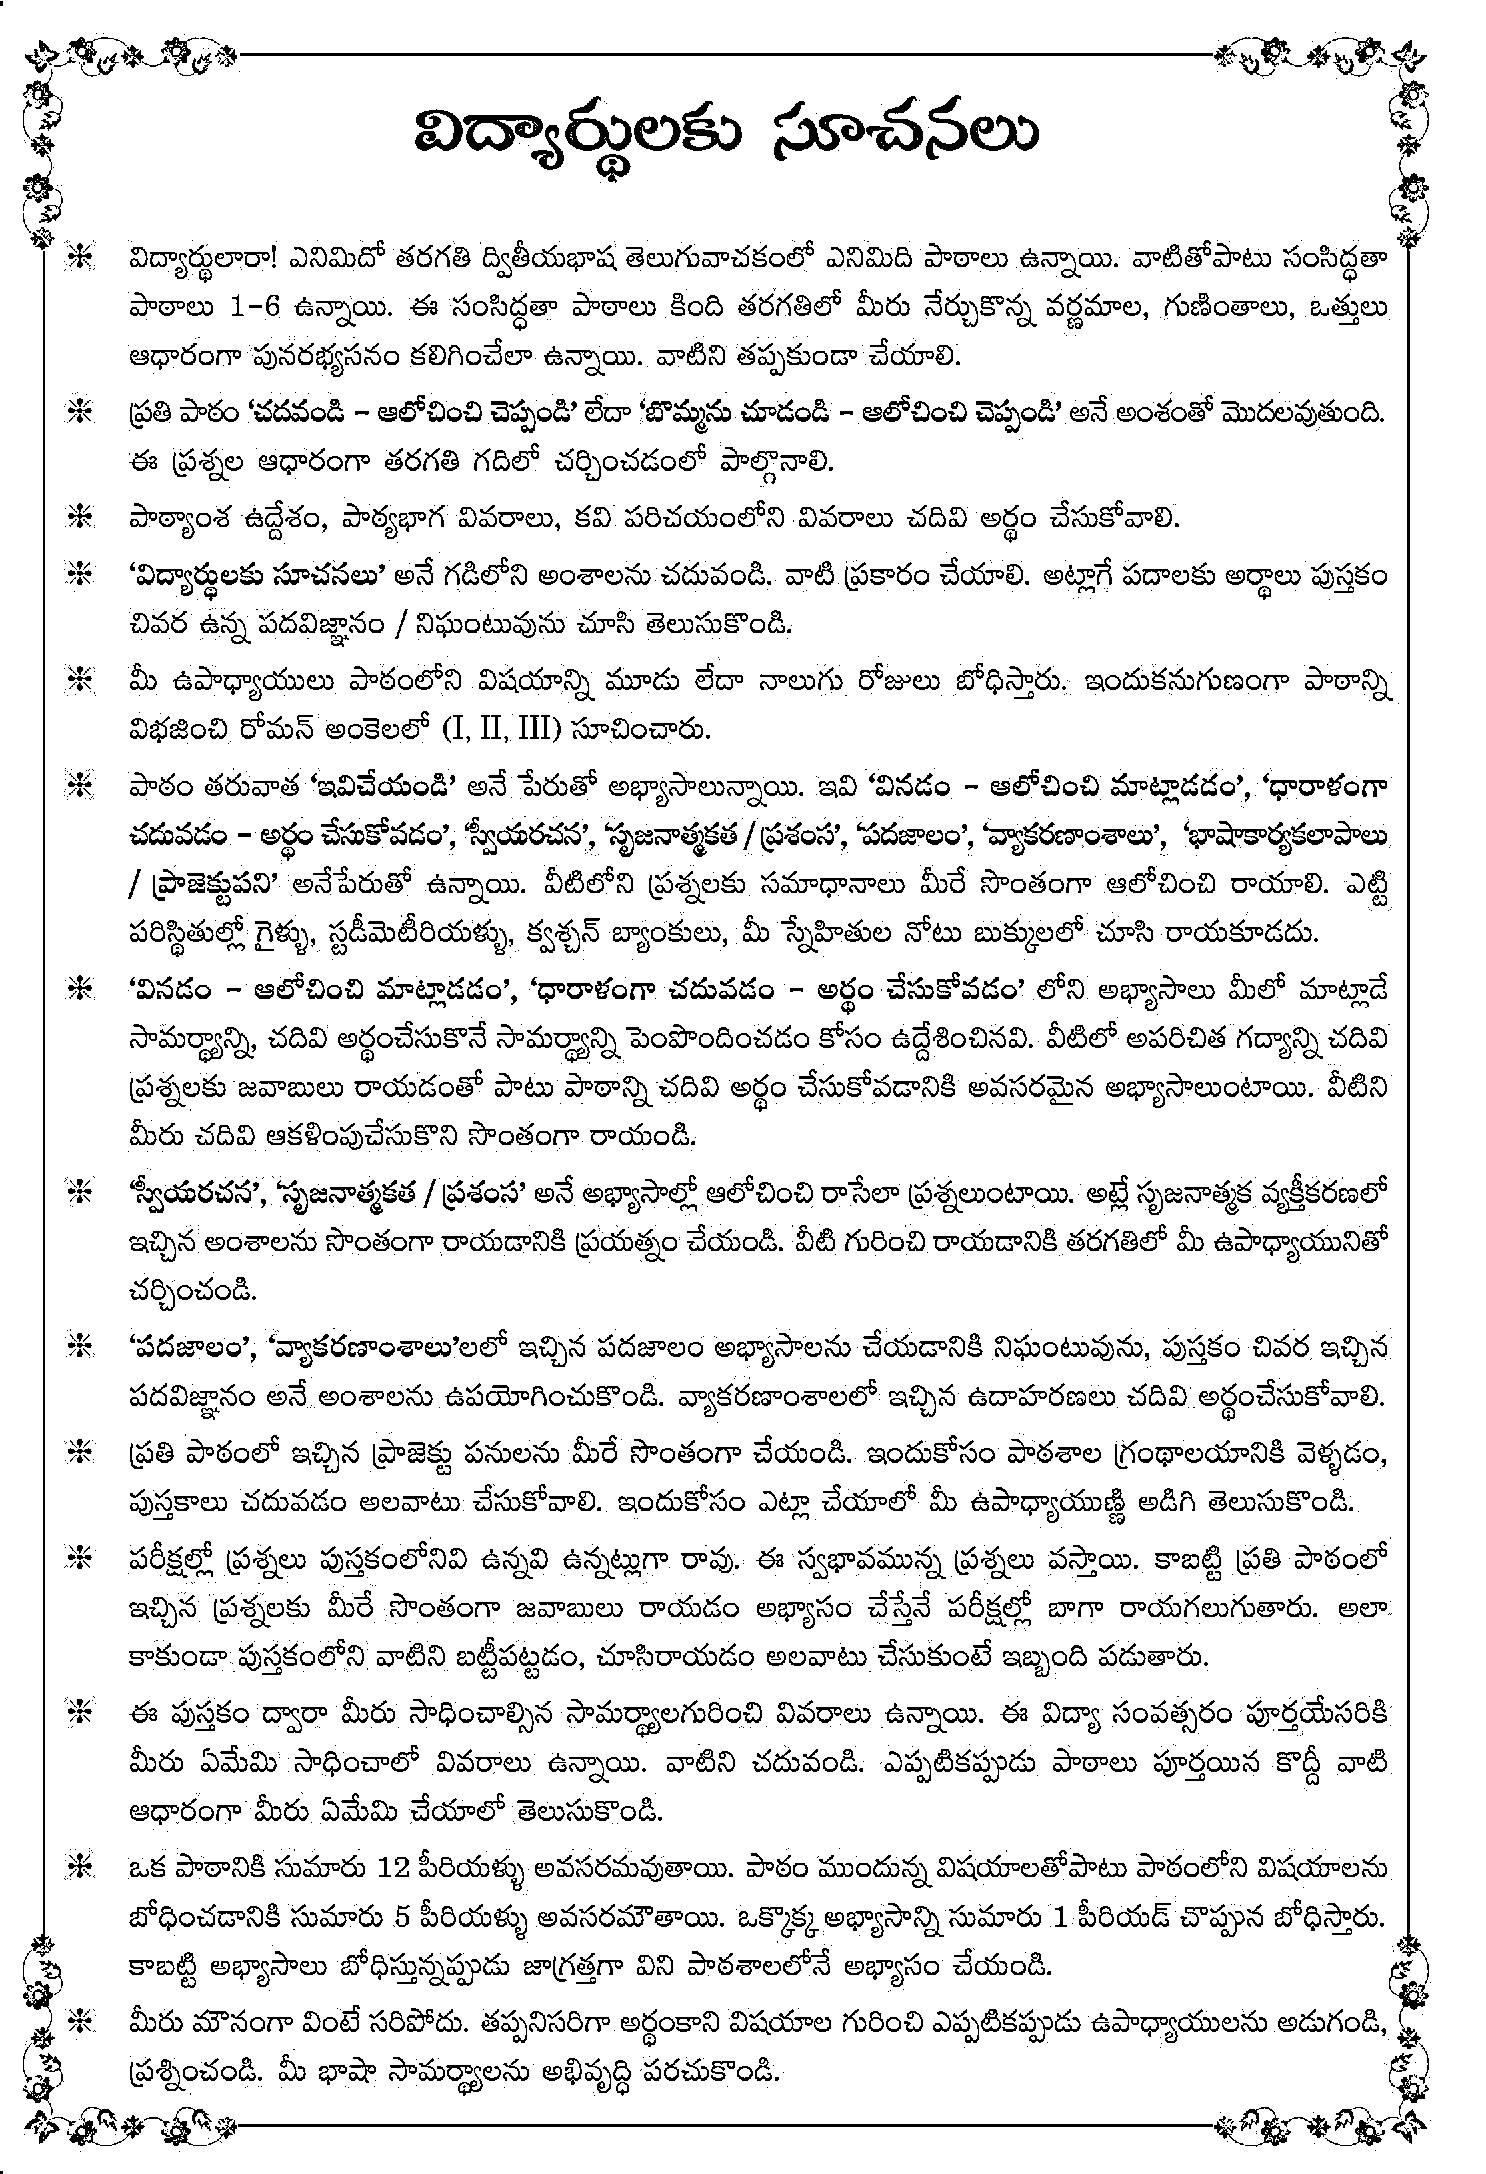 విద్యార్థులకు సూచనలు
❋ విద్యార్థులారా! ఎనిమిదో తరగతి ద్వితీయభాష తెలుగువాచకంలో ఎనిమిది పాఠాలు ఉన్నాయి. వాటితోపాటు సంసిద్ధతా
పాఠాలు 1-6 ఉన్నాయి. ఈ సంసిద్ధతా పాఠాలు కింది తరగతిలో మీరు నేర్చుకొన్న వర్ణమాల, గుణింతాలు, ఒత్తులు
ఆధారంగా పునరభ్యసనం కలిగించేలా ఉన్నాయి. వాటిని తప్పకుండా చేయాలి.
❋ ప్రతి పాఠం ‘చదవండి - ఆలోచించి చెప్పండి’ లేదా ‘బొమ్మను చూడండి - ఆలోచించి చెప్పండి’ అనే అంశంతో మొదలవుతుంది.
ఈ ప్రశ్నల ఆధారంగా తరగతి గదిలో చర్చించడంలో పాల్గొనాలి.
❋ పాఠ్యాంశ ఉద్దేశం, పాఠ్యభాగ వివరాలు, కవి పరిచయంలోని వివరాలు చదివి అర్థం చేసుకోవాలి.
❋ ‘విద్యార్థులకు సూచనలు’ అనే గడిలోని అంశాలను చదువండి. వాటి ప్రకారం చేయాలి. అట్లాగే పదాలకు అర్థాలు పుస్తకం
చివర ఉన్న పదవిజ్ఞానం / నిఘంటువును చూసి తెలుసుకొండి.
❋ మీ ఉపాధ్యాయులు పాఠంలోని విషయాన్ని మూడు లేదా నాలుగు రోజులు బోధిస్తారు. ఇందుకనుగుణంగా పాఠాన్ని
విభజించి రోమన్ అంకెలలో (I, II, III) సూచించారు.
❋ పాఠం తరువాత ‘ఇవిచేయండి’ అనే పేరుతో అభ్యాసాలున్నాయి. ఇవి ‘వినడం - ఆలోచించి మాట్లాడడం’, ‘ధారాళంగా
చదువడం - అర్థం చేసుకోవడం’, ‘స్వీయరచన’, ‘సృజనాత్మకత / ప్రశంస’, ‘పదజాలం’, ‘వ్యాకరణాంశాలు’, ‘భాషాకార్యకలాపాలు
/ ప్రాజెక్టుపని’ అనేపేరుతో ఉన్నాయి. వీటిలోని ప్రశ్నలకు సమాధానాలు మీరే సొంతంగా ఆలోచించి రాయాలి. ఎట్టి
పరిస్థితుల్లో గైళ్ళు, స్టడీమెటీరియళ్ళు, క్వశ్చన్ బ్యాంకులు, మీ స్నేహితుల నోటు బుక్కులలో చూసి రాయకూడదు.
❋ ‘వినడం - ఆలోచించి మాట్లాడడం’, ‘ధారాళంగా చదువడం - అర్థం చేసుకోవడం’ లోని అభ్యాసాలు మీలో మాట్లాడే
సామర్థ్యాన్ని, చదివి అర్థంచేసుకొనే సామర్థ్యాన్ని పెంపొందించడం కోసం ఉద్దేశించినవి. వీటిలో అపరిచిత గద్యాన్ని చదివి
ప్రశ్నలకు జవాబులు రాయడంతో పాటు పాఠాన్ని చదివి అర్థం చేసుకోవడానికి అవసరమైన అభ్యాసాలుంటాయి. వీటిని
మీరు చదివి ఆకళింపుచేసుకొని సొంతంగా రాయండి.
❋ ‘స్వీయరచన’, ‘సృజనాత్మకత / ప్రశంస’ అనే అభ్యాసాల్లో ఆలోచించి రాసేలా ప్రశ్నలుంటాయి. అట్లే సృజనాత్మక వ్యక్తీకరణలో
ఇచ్చిన అంశాలను సొంతంగా రాయడానికి ప్రయత్నం చేయండి. వీటి గురించి రాయడానికి తరగతిలో మీ ఉపాధ్యాయునితో
చర్చించండి.
❋ ‘పదజాలం’, ‘వ్యాకరణాంశాలు’లలో ఇచ్చిన పదజాలం అభ్యాసాలను చేయడానికి నిఘంటువును, పుస్తకం చివర ఇచ్చిన
పదవిజ్ఞానం అనే అంశాలను ఉపయోగించుకొండి. వ్యాకరణాంశాలలో ఇచ్చిన ఉదాహరణలు చదివి అర్థంచేసుకోవాలి.
❋ ప్రతి పాఠంలో ఇచ్చిన ప్రాజెక్టు పనులను మీరే సొంతంగా చేయండి. ఇందుకోసం పాఠశాల గ్రంథాలయానికి వెళ్ళడం,
పుస్తకాలు చదువడం అలవాటు చేసుకోవాలి. ఇందుకోసం ఎట్లా చేయాలో మీ ఉపాధ్యాయుణ్ణి అడిగి తెలుసుకొండి.
❋ పరీక్షల్లో ప్రశ్నలు పుస్తకంలోనివి ఉన్నవి ఉన్నట్లుగా రావు. ఈ స్వభావమున్న ప్రశ్నలు వస్తాయి. కాబట్టి ప్రతి పాఠంలో
ఇచ్చిన ప్రశ్నలకు మీరే సొంతంగా జవాబులు రాయడం అభ్యాసం చేస్తేనే పరీక్షల్లో బాగా రాయగలుగుతారు. అలా
కాకుండా పుస్తకంలోని వాటిని బట్టీపట్టడం, చూసిరాయడం అలవాటు చేసుకుంటే ఇబ్బంది పడుతారు.
❋ ఈ పుస్తకం ద్వారా మీరు సాధించాల్సిన సామర్థ్యాలగురించి వివరాలు ఉన్నాయి. ఈ విద్యా సంవత్సరం పూర్తయేసరికి
మీరు ఏమేమి సాధించాలో వివరాలు ఉన్నాయి. వాటిని చదువండి. ఎప్పటికప్పుడు పాఠాలు పూర్తయిన కొద్దీ వాటి
ఆధారంగా మీరు ఏమేమి చేయాలో తెలుసుకొండి.
❋ ఒక పాఠానికి సుమారు 12 పీరియళ్ళు అవసరమవుతాయి. పాఠం ముందున్న విషయాలతోపాటు పాఠంలోని విషయాలను
బోధించడానికి సుమారు 5 పీరియళ్ళు అవసరమౌతాయి. ఒక్కొక్క అభ్యాసాన్ని సుమారు 1 పీరియడ్ చొప్పున బోధిస్తారు.
కాబట్టి అభ్యాసాలు బోధిస్తున్నప్పుడు జాగ్రత్తగా విని పాఠశాలలోనే అభ్యాసం చేయండి.
❋ మీరు మౌనంగా వింటే సరిపోదు. తప్పనిసరిగా అర్థంకాని విషయాల గురించి ఎప్పటికప్పుడు ఉపాధ్యాయులను అడుగండి,
ప్రశ్నించండి. మీ భాషా సామర్థ్యాలను అభివృద్ధి పరచుకొండి.